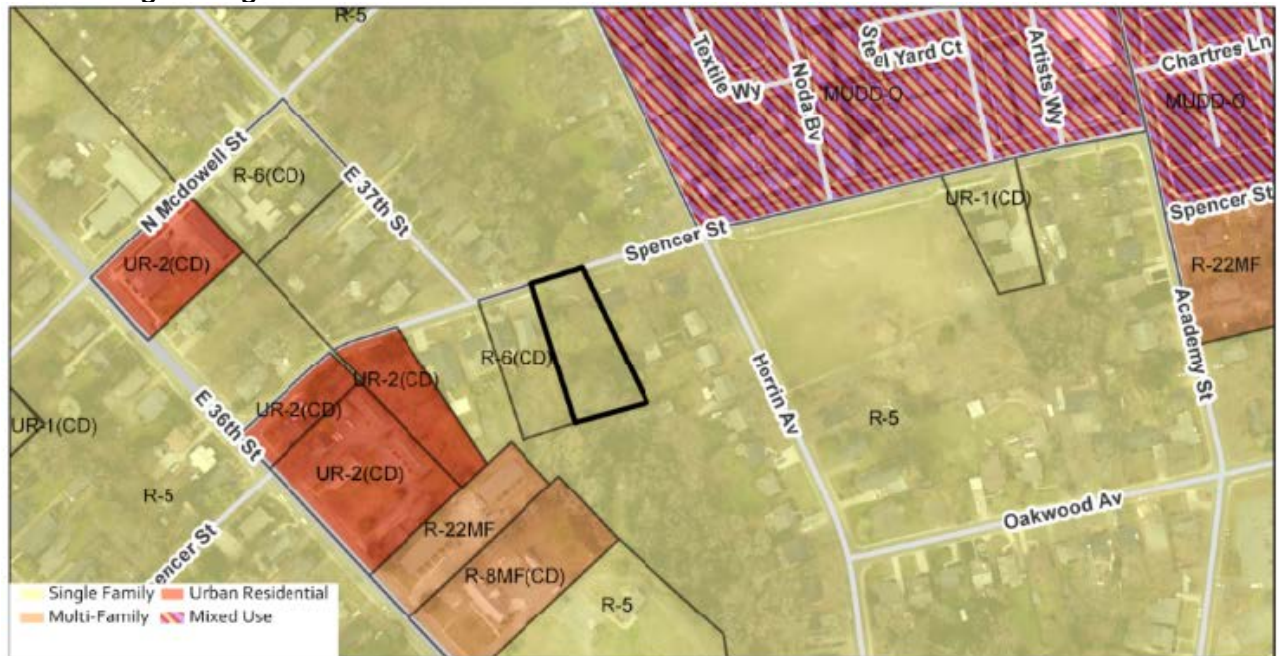 R-5
Textile Wy
Noda Bv
Steel Yard Ct
Artists Wy
Chartres Ln
MUDD-O
MUDD-O
N Mcdowell St
R-6(CD)
E 37th St
UR-1(CD)
Spencer St
Spencer St
UR-2(CD)
R-22MF
R-6(CD)
UR-2(CD)
Herrin Av
Academy St
UR-2(CD)
E 36th St
UR-1(CD)
R-5
UR-2(CD)
R-5
R-22MF
Oakwood Av
R-8MF(CD)
R-5
Single Family
Urban Residential
Multi-Family
Mixed Use